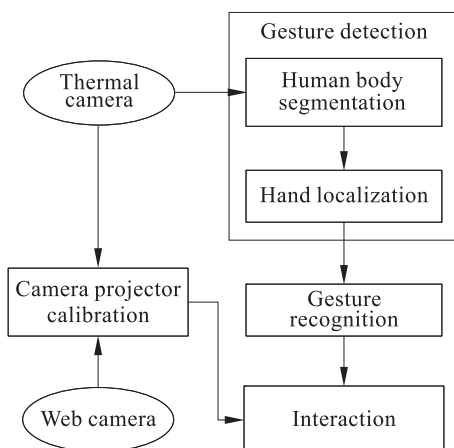 Gesture detection
Thermal
camera
Human body
segmentation
Hand localization
Camera projector
calibration
Gesture
recognition
Web camera
Interaction